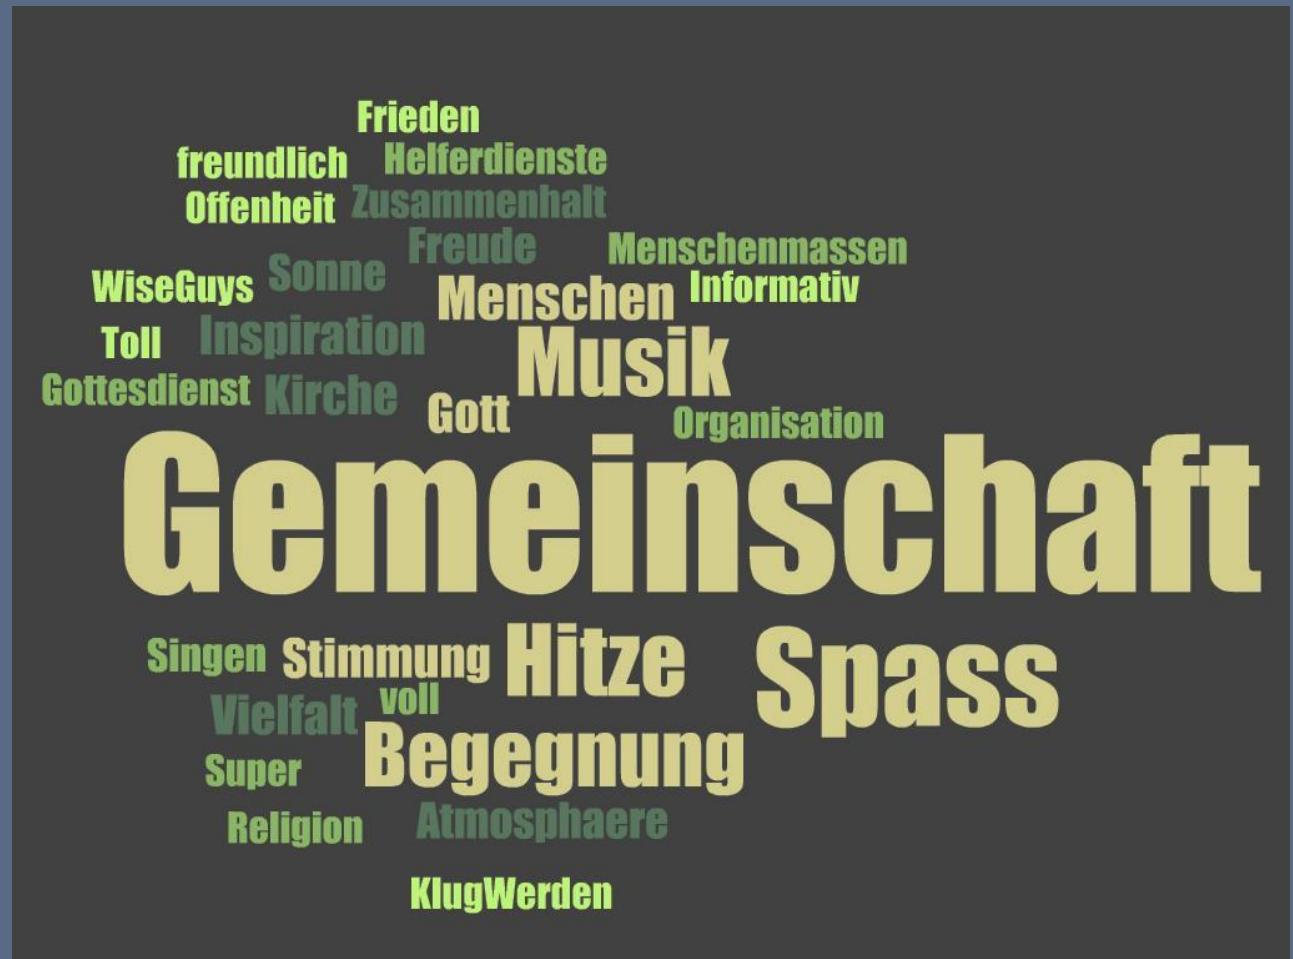 Frieden
freundlich Helferdienste
Offenheit Zusammenhalt
Freude Menschenmassen
WiseGuys Sonne Menschen Informativ
Toll Inspiration Musik
Gottesdienst Kirche Gott Organisation
Gemeinschaft
Singen Stimmung Hitze Spass
Vielfalt voll
Super Begegnung
Religion Atmosphaere
KlugWerden